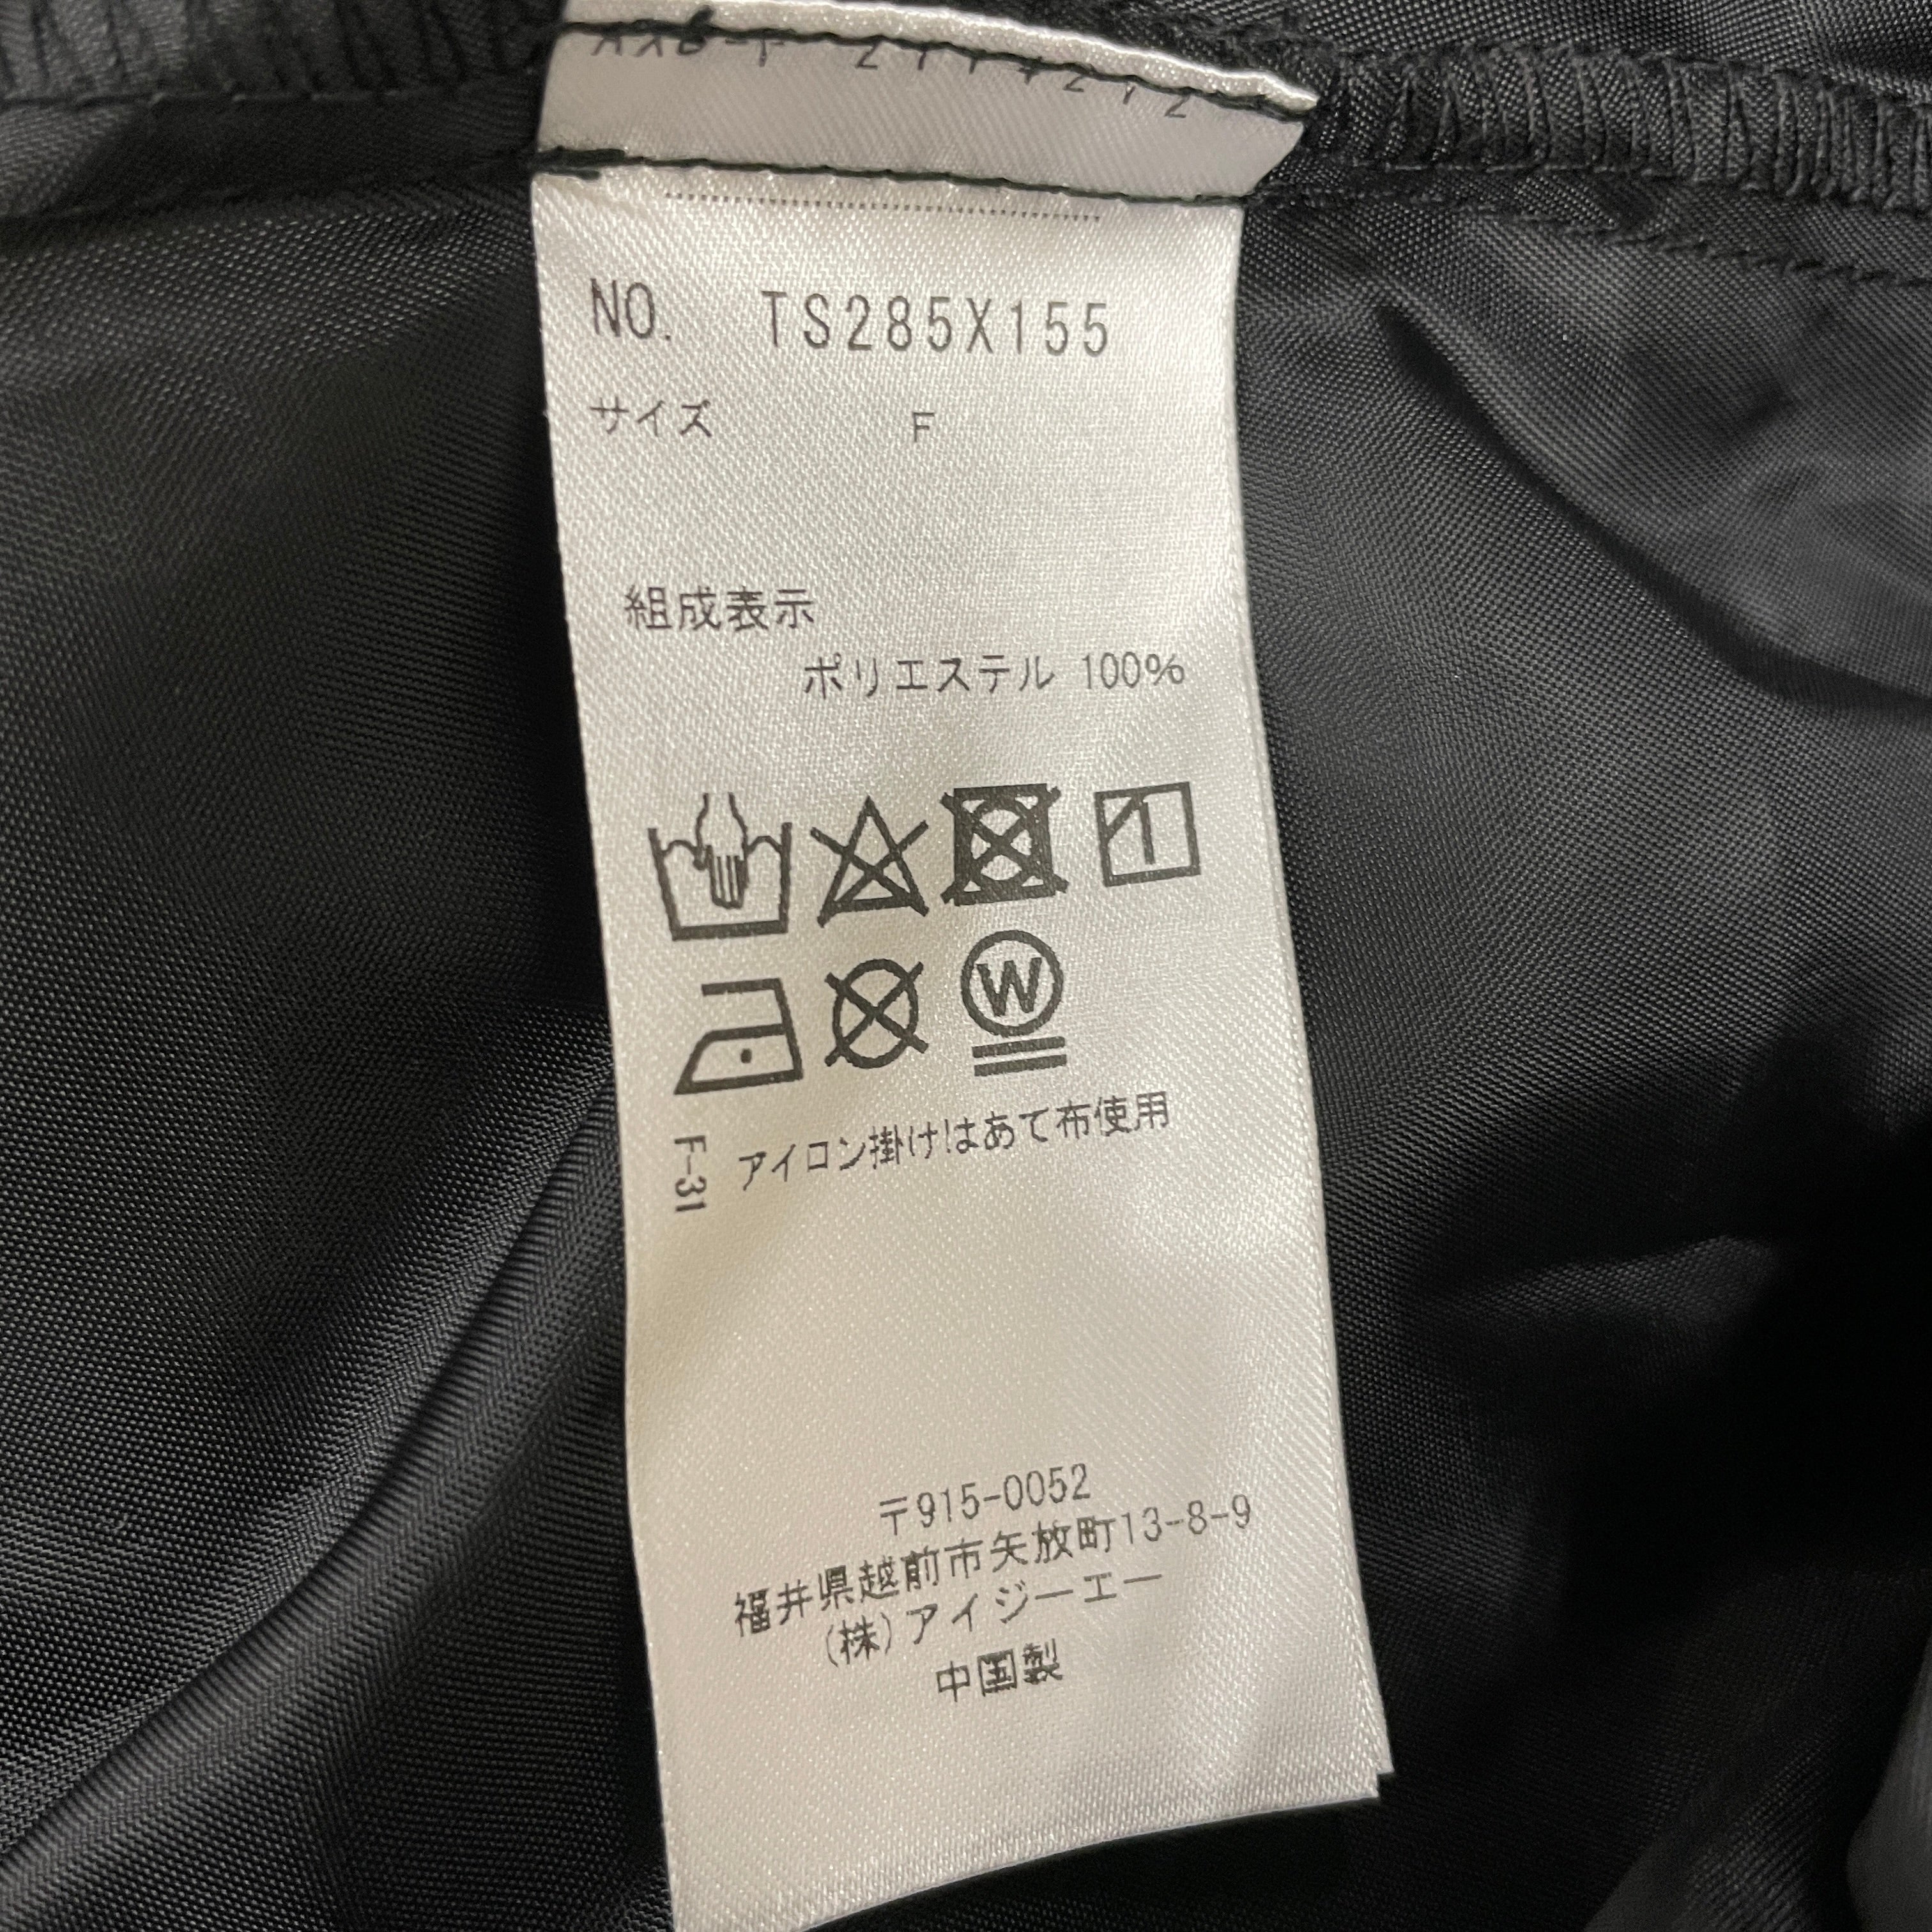 NO. TS285X155
サイズ F
組成表示
ポリエステル 100%
1
W
F-31 アイロン掛けはあて布使用
〒915-0052
福井県越前市矢放町13-8-9
(株)アイジーエー
中国製